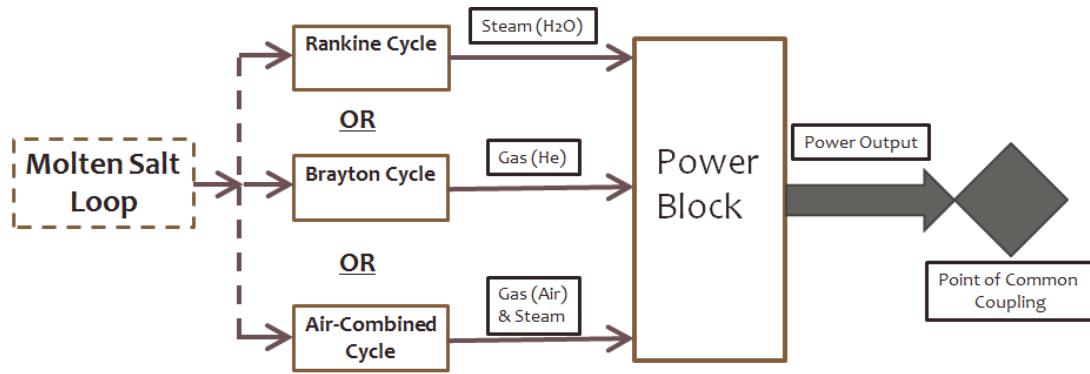 Molten Salt
Loop
Rankine Cycle
Steam (H2O)
OR
Brayton Cycle
Gas (He)
OR
Air-Combined
Cycle
Gas (Air)
& Steam
Power
Block
Power Output
Point of Common
Coupling